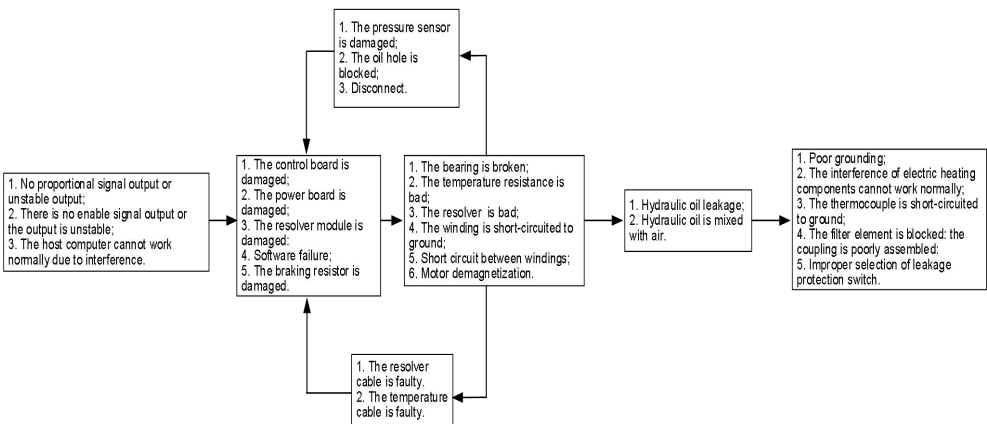 1. The pressure sensor
is damaged;
2. The oil hole is
blocked;
3. Disconnect.
1. No proportional signal output or
unstable output;
2. There is no enable signal output or
the output is unstable;
3. The host computer cannot work
normally due to interference.
1. The control board is
damaged;
2. The power board is
damaged;
3. The resolver module is
damaged:
4. Software failure;
5. The braking resistor is
damaged.
1. The bearing is broken;
2. The temperature resistance is
bad;
3. The resolver is bad;
4. The winding is short-circuited to
ground;
5. Short circuit between windings;
6. Motor demagnetization.
1. Hydraulic oil leakage;
2. Hydraulic oil is mixed
with air.
1. Poor grounding;
2. The interference of electric heating
components cannot work normally;
3. The thermocouple is short-circuited
to ground;
4. The filter element is blocked: the
coupling is poorly assembled:
5. Improper selection of leakage
protection switch.
1. The resolver
cable is faulty.
2. The temperature
cable is faulty.